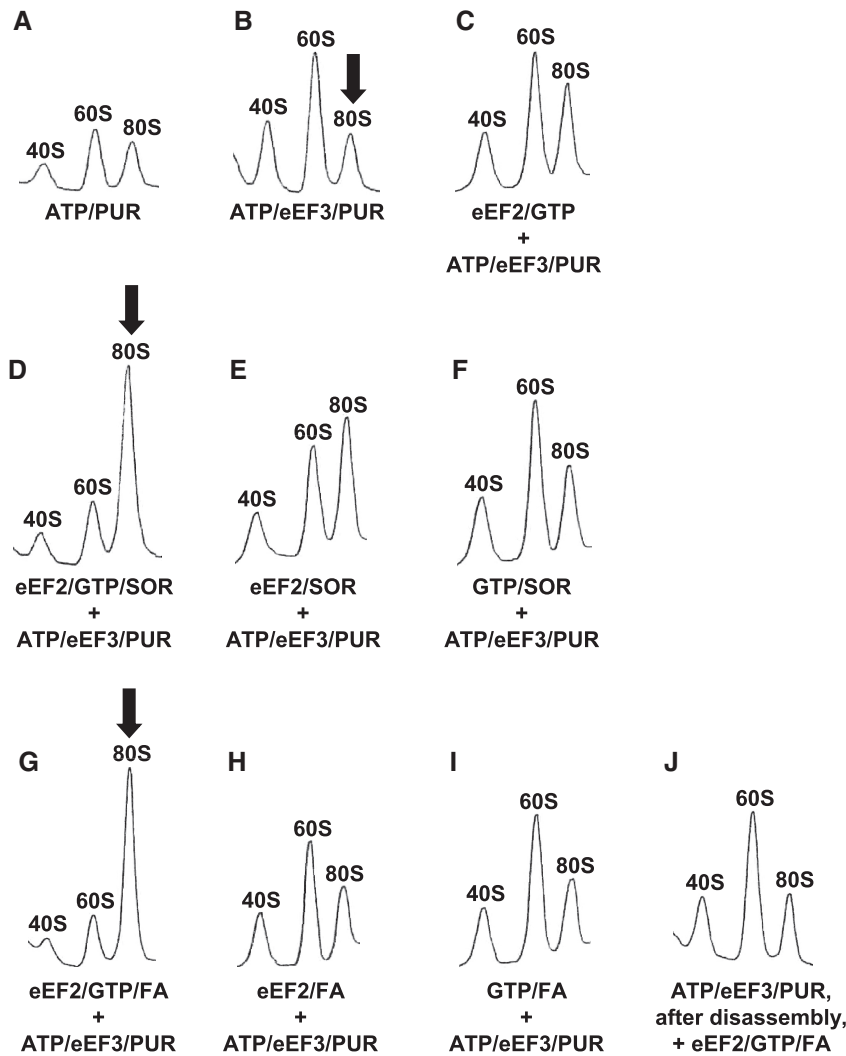 A
B
C
40S
60S
80S
40S
60S
80S
40S
60S
80S
ATP/PUR
ATP/eEF3/PUR
eEF2/GTP
+
ATP/eEF3/PUR
D
E
F
40S
60S
80S
40S
60S
80S
40S
60S
80S
eEF2/GTP/SOR
+
ATP/eEF3/PUR
eEF2/SOR
+
ATP/eEF3/PUR
GTP/SOR
+
ATP/eEF3/PUR
G
H
I
J
40S
60S
80S
40S
60S
80S
40S
60S
80S
40S
60S
80S
eEF2/GTP/FA
+
ATP/eEF3/PUR
eEF2/FA
+
ATP/eEF3/PUR
GTP/FA
+
ATP/eEF3/PUR
ATP/eEF3/PUR,
after disassembly,
+ eEF2/GTP/FA